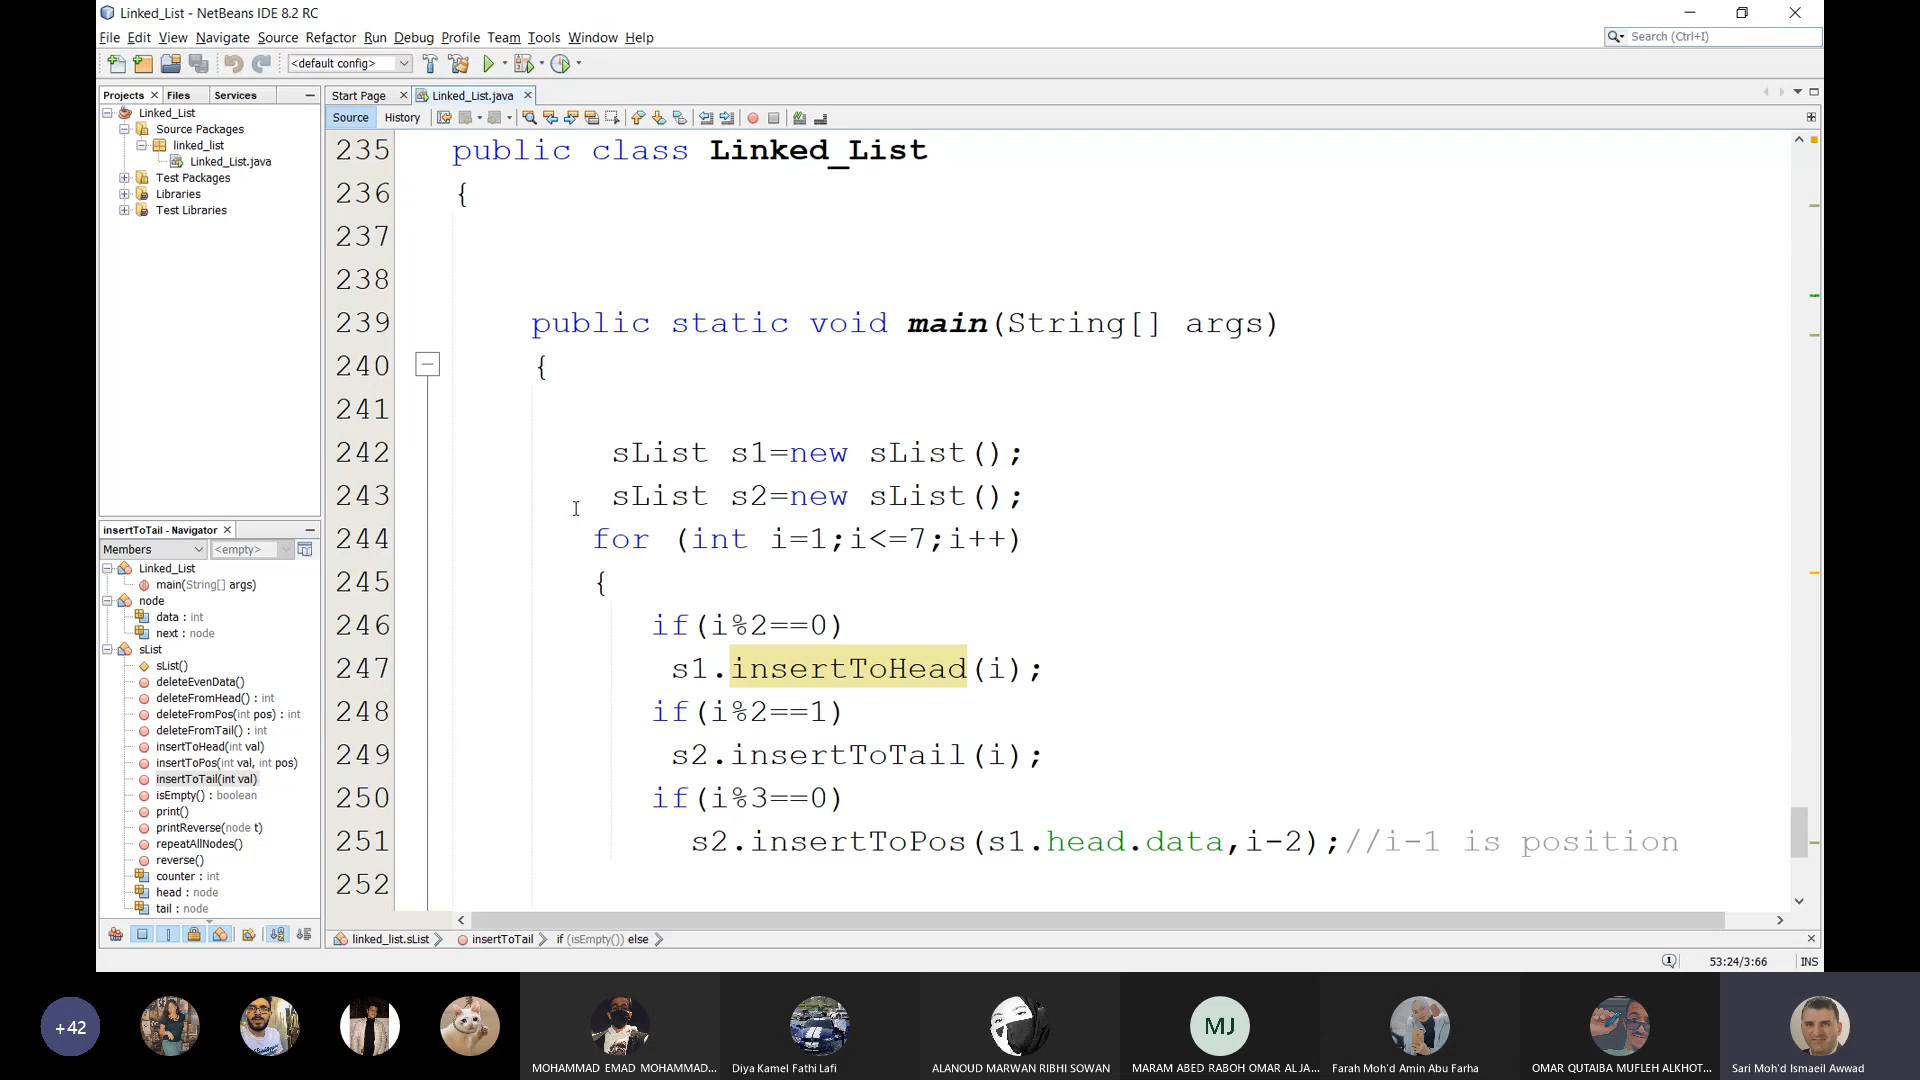 Linked_List - NetBeans IDE 8.2 RC
File Edit View Navigate Source Refactor Run Debug Profile Team Tools Window Help
Search (Ctrl+I)
<default config>
Projects Files Services
Start Page Linked_List.java
Source History
Linked_List
Source Packages
linked_list
Linked_List.java
Test Packages
Libraries
Test Libraries
235 public class Linked_List
236 {
237
238
239 public static void main(String[] args)
240 {
241
242 sList s1=new sList();
243 sList s2=new sList();
244 for (int i=1;i<=7;i++)
245 {
246 if(i%2==0)
247 s1.insertToHead(i);
248 if(i%2==1)
249 s2.insertToTail(i);
250 if(i%3==0)
251 s2.insertToPos(s1.head.data,i-2);//i-1 is position
252
insertToTail - Navigator
Members <empty>
Linked_List
main(String[] args)
node
data : int
next : node
sList
sList()
deleteEvenData()
deleteFromHead() : int
deleteFromPos(int pos) : int
deleteFromTail() : int
insertToHead(int val)
insertToPos(int val, int pos)
insertToTail(int val)
isEmpty() : boolean
print()
printReverse(node t)
repeatAllNodes()
reverse()
counter : int
head : node
tail : node
linked_list.sList insertToTail if (isEmpty()) else
53:24/3:66 INS
+42
MJ
MOHAMMAD EMAD MOHAMMAD...
Diya Kamel Fathi Lafi
ALANOUD MARWAN RIBHI SOWAN
MARAM ABED RABOH OMAR AL JA...
Farah Moh'd Amin Abu Farha
OMAR QUTAIBA MUFLEH ALKHOT...
Sari Moh'd Ismaeil Awwad